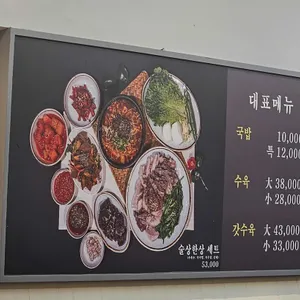 대표메뉴
국밥 10,000
특 12,000
수육 大 38,000
小 28,000
갓수육 大 43,000
小 33,000
술상한상 세트
53,000